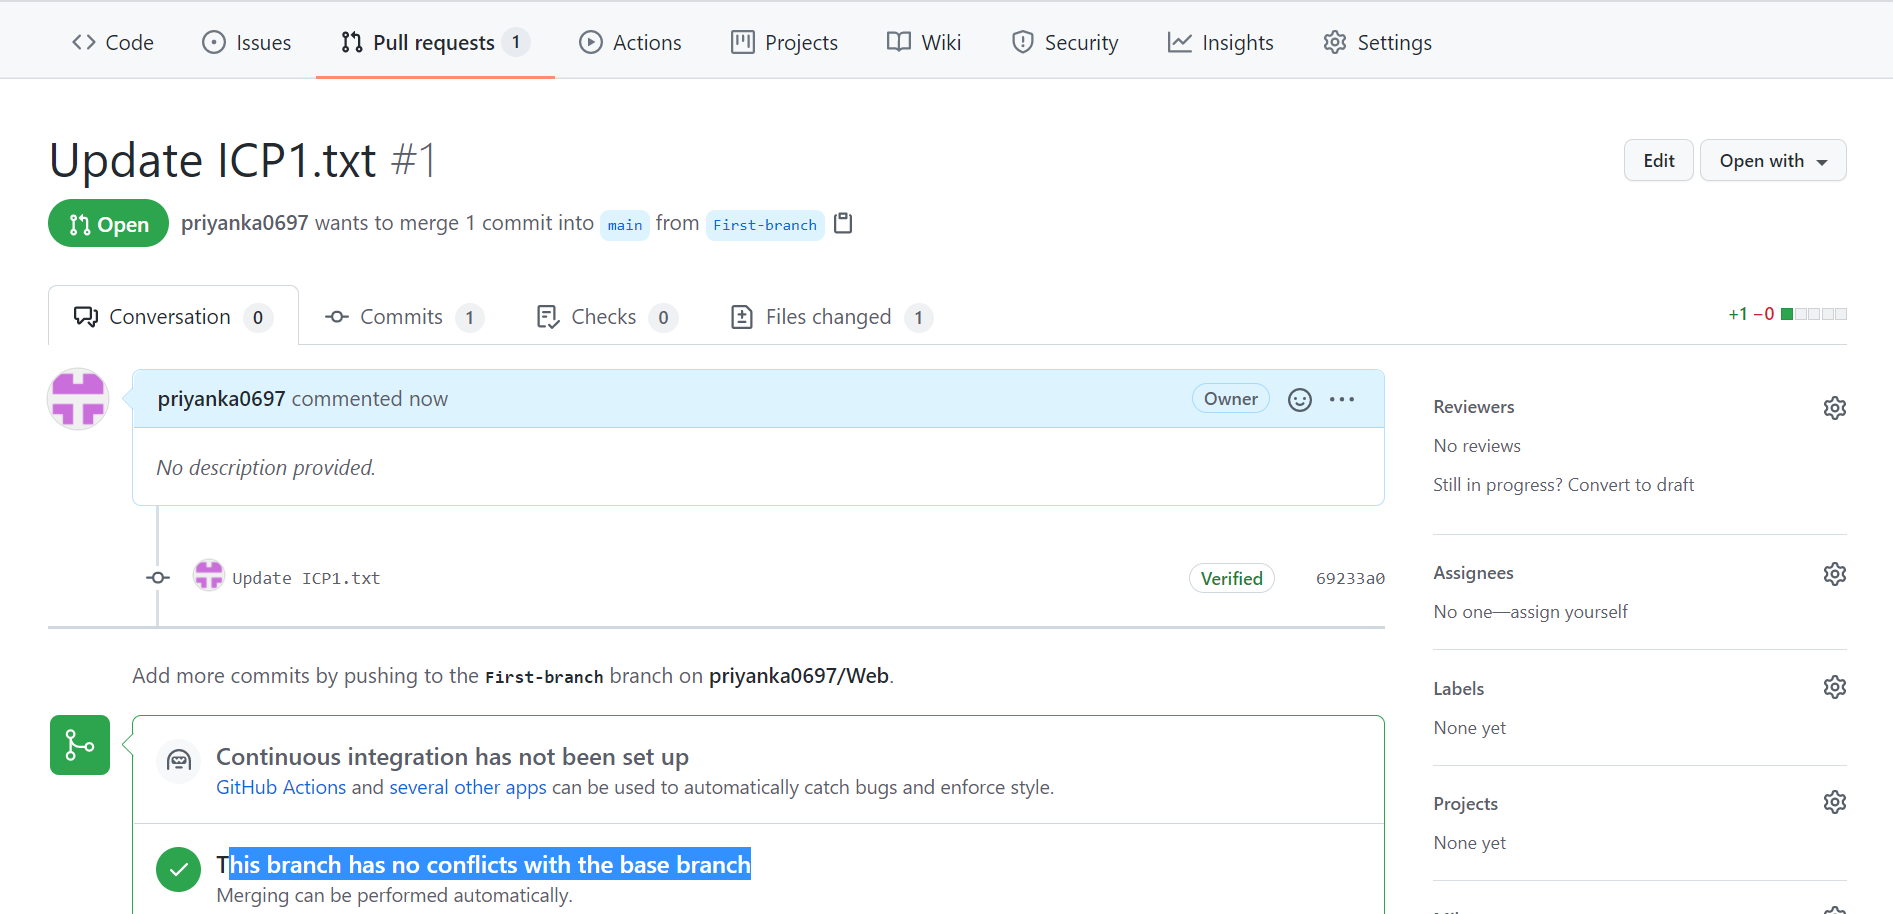 Code Issues Pull requests 1 Actions Projects Wiki Security Insights Settings
Update ICP1.txt #1
Edit Open with
Open priyanka0697 wants to merge 1 commit into main from First-branch
Conversation 0 Commits 1 Checks 0 Files changed 1
+1 −0
priyanka0697 commented now
Owner
No description provided.
Update ICP1.txt
Verified 69233a0
Add more commits by pushing to the First-branch branch on priyanka0697/Web.
Continuous integration has not been set up
GitHub Actions and several other apps can be used to automatically catch bugs and enforce style.
This branch has no conflicts with the base branch
Merging can be performed automatically.
Reviewers
No reviews
Still in progress? Convert to draft
Assignees
No one—assign yourself
Labels
None yet
Projects
None yet